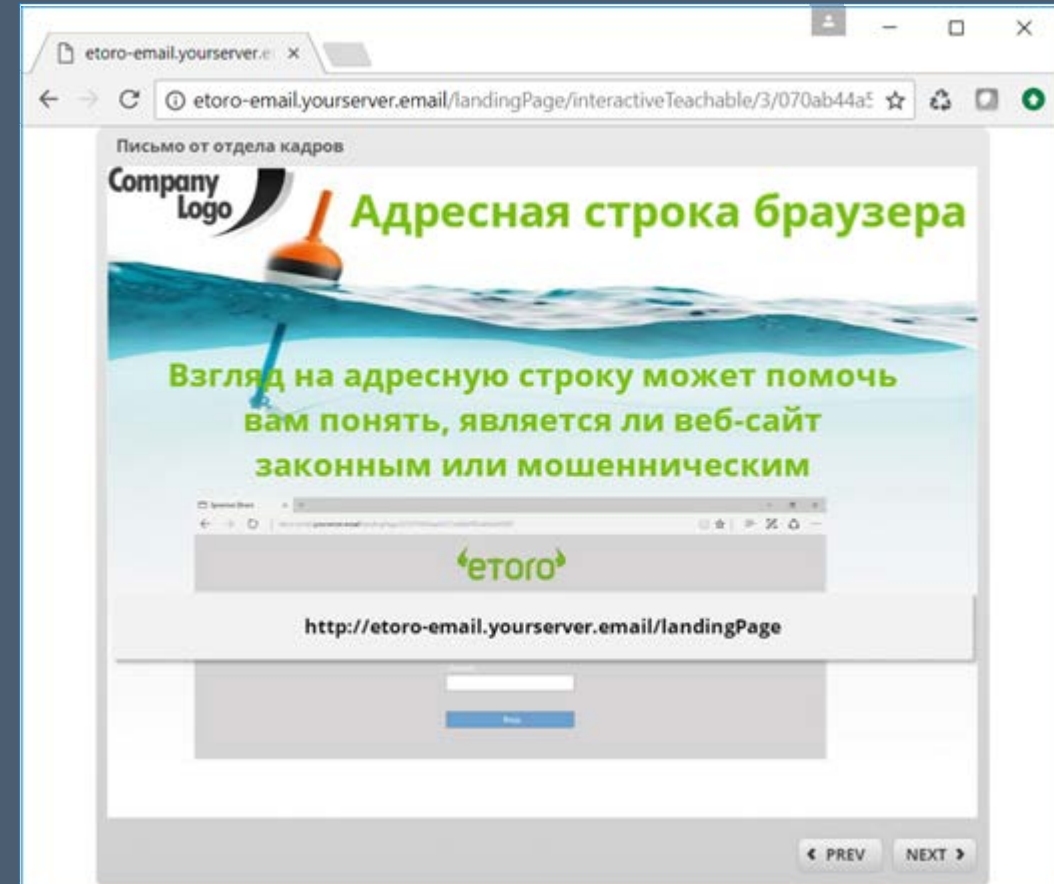 etoro-email.yourserver.e
etoro-email.yourserver.email/landingPage/interactiveTeachable/3/070ab44a5
Письмо от отдела кадров
Company
Logo
Адресная строка браузера
Взгляд на адресную строку может помочь
вам понять, является ли веб-сайт
законным или мошенническим
etoro
http://etoro-email.yourserver.email/landingPage
Вход
PREV NEXT